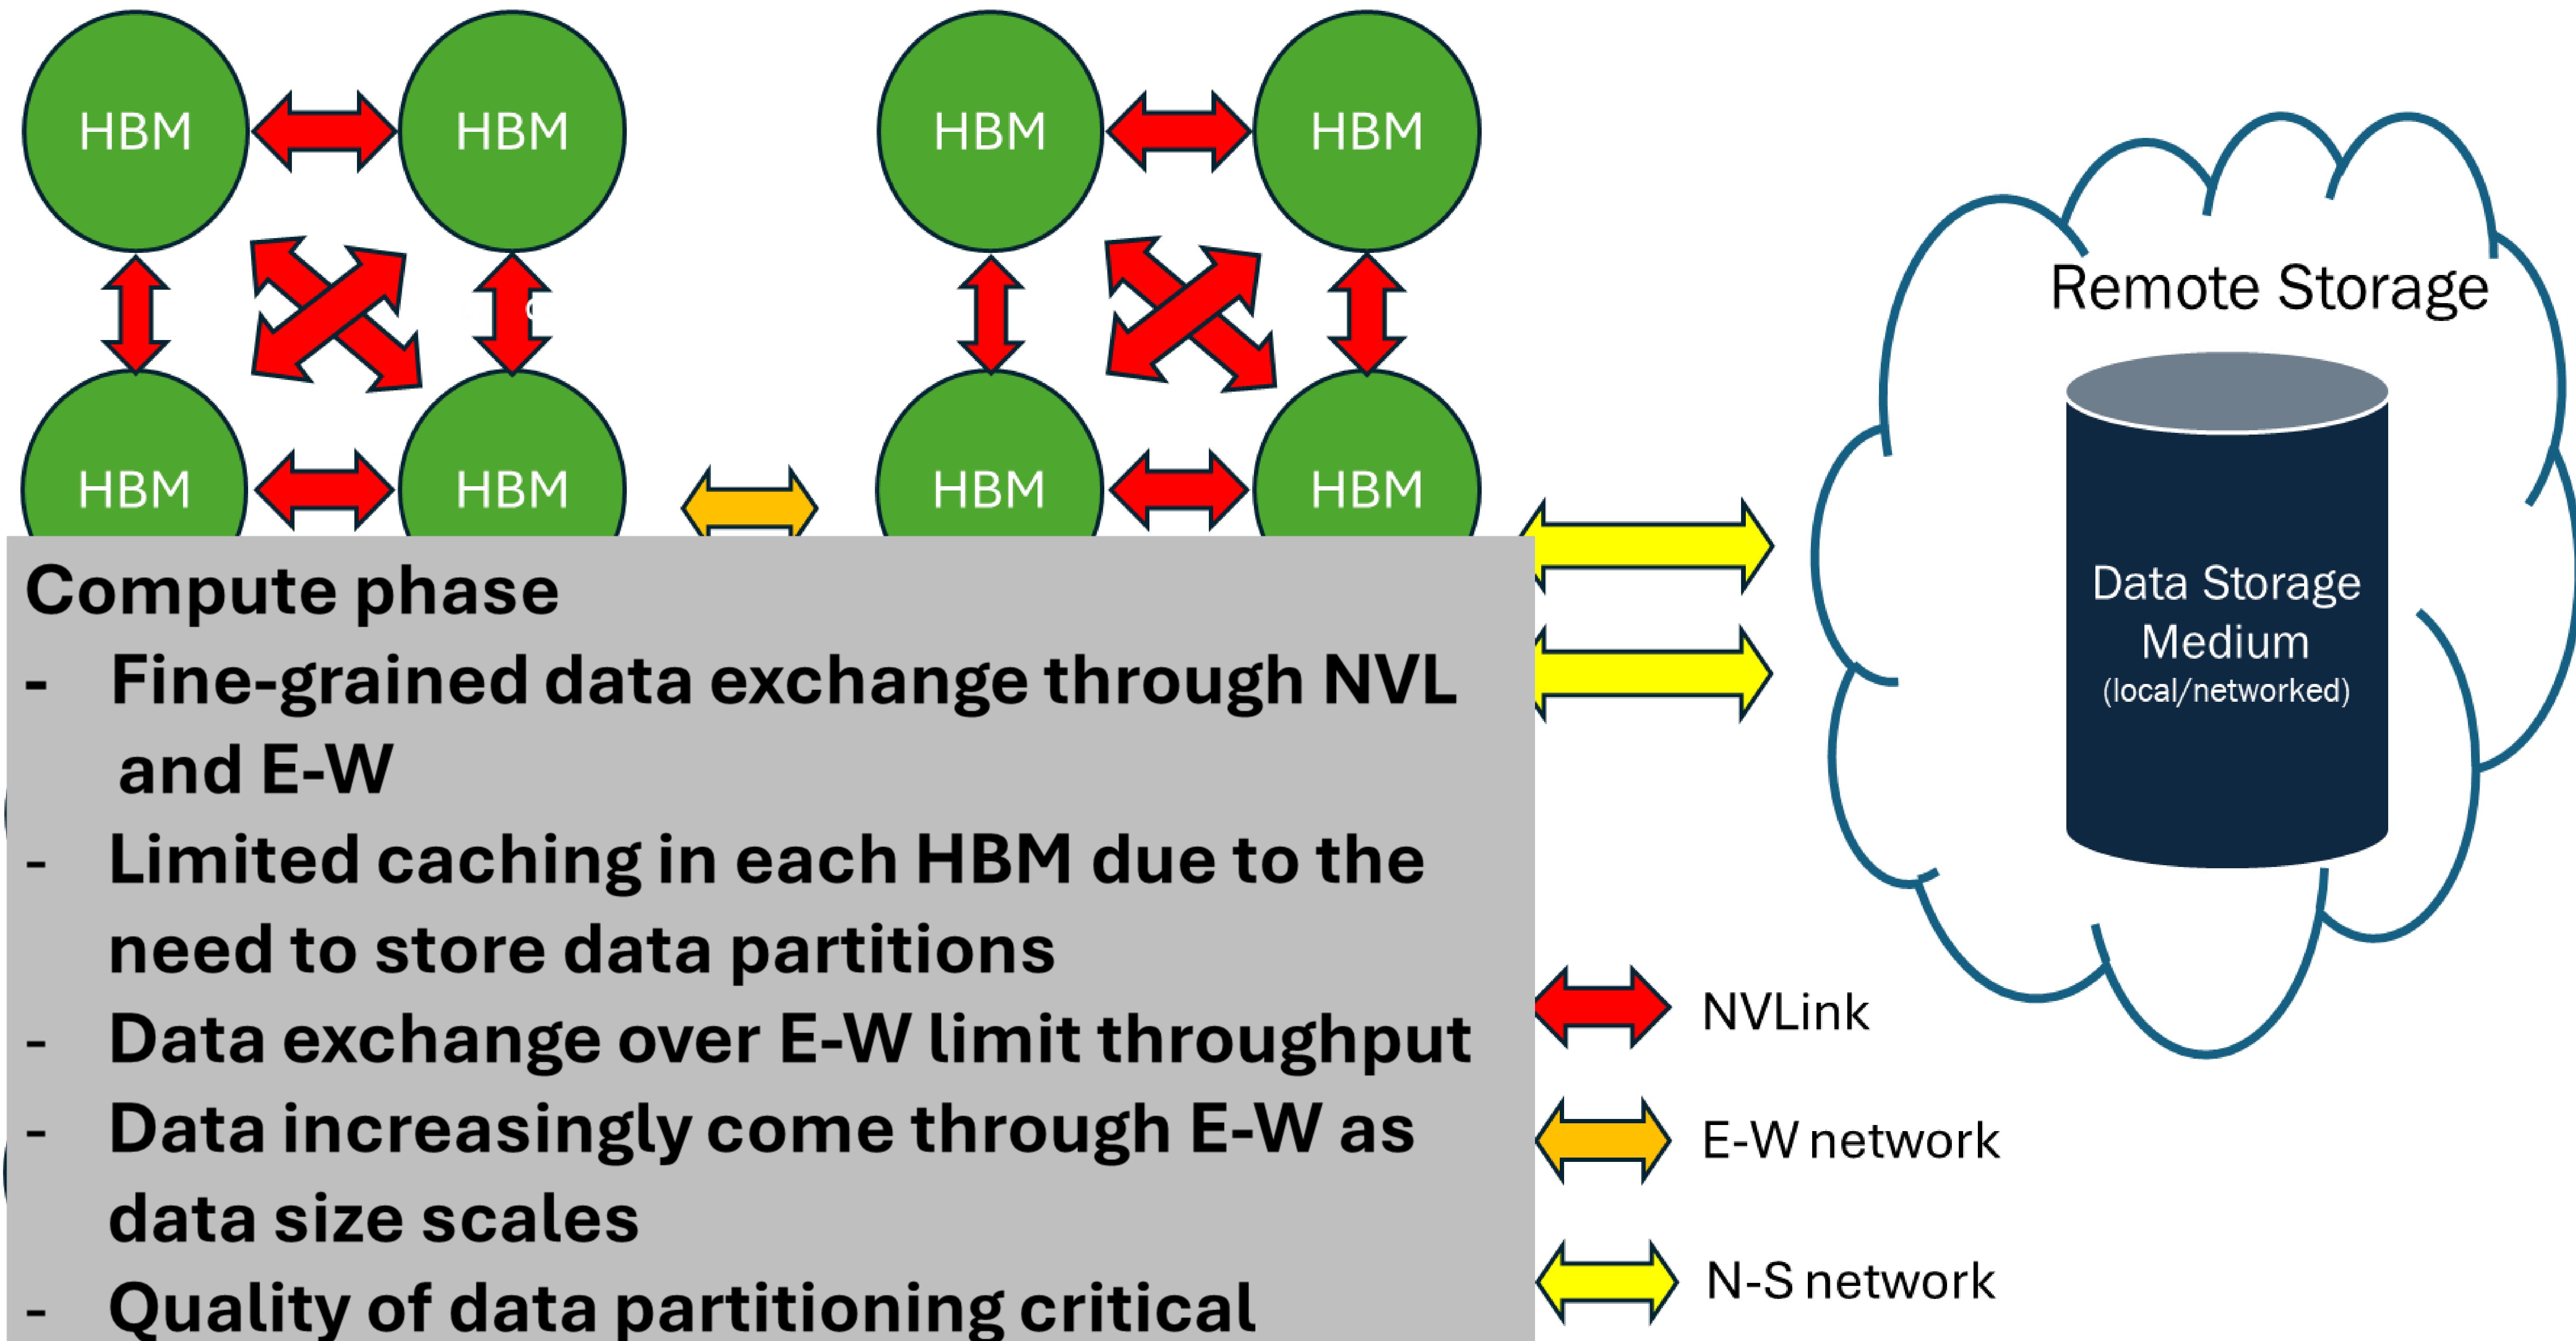 HBM HBM HBM HBM
Remote Storage
HBM HBM HBM HBM
Data Storage
Medium
(local/networked)
Compute phase
- Fine-grained data exchange through NVL
and E-W
- Limited caching in each HBM due to the
need to store data partitions
- Data exchange over E-W limit throughput
- Data increasingly come through E-W as
data size scales
- Quality of data partitioning critical
NVLink
E-W network
N-S network